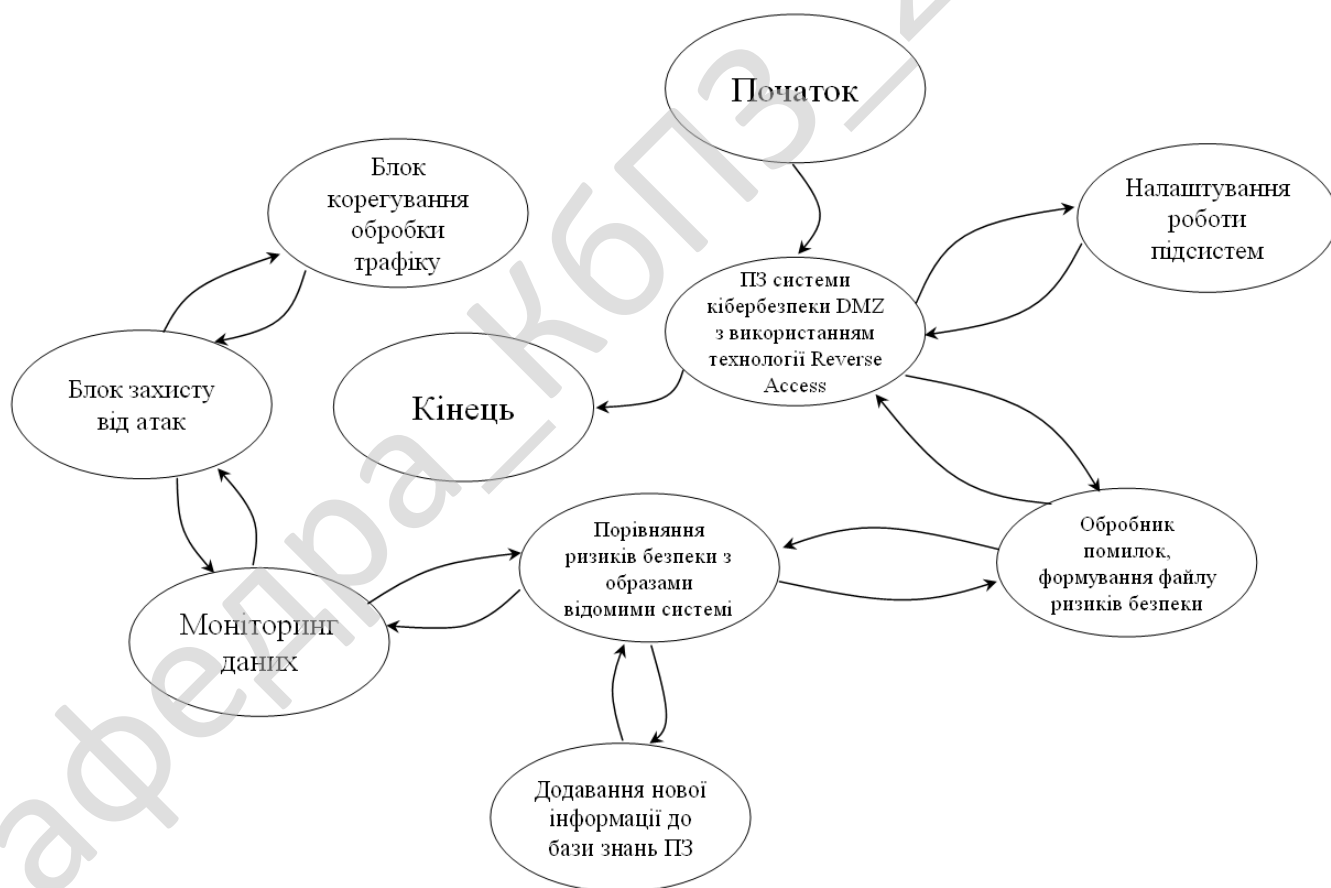 Початок
Блок
корегування
обробки
трафіку
Налаштування
роботи
підсистем
ПЗ системи
кібербезпеки DMZ
з використанням
технології Reverse
Access
Блок захисту
від атак
Кінець
Порівняння
ризиків безпеки з
образами
відомими системі
Обробник
помилок,
формування файлу
ризиків безпеки
Моніторинг
даних
Додавання нової
інформації до
бази знань ПЗ
афедра_КбПЗ_2